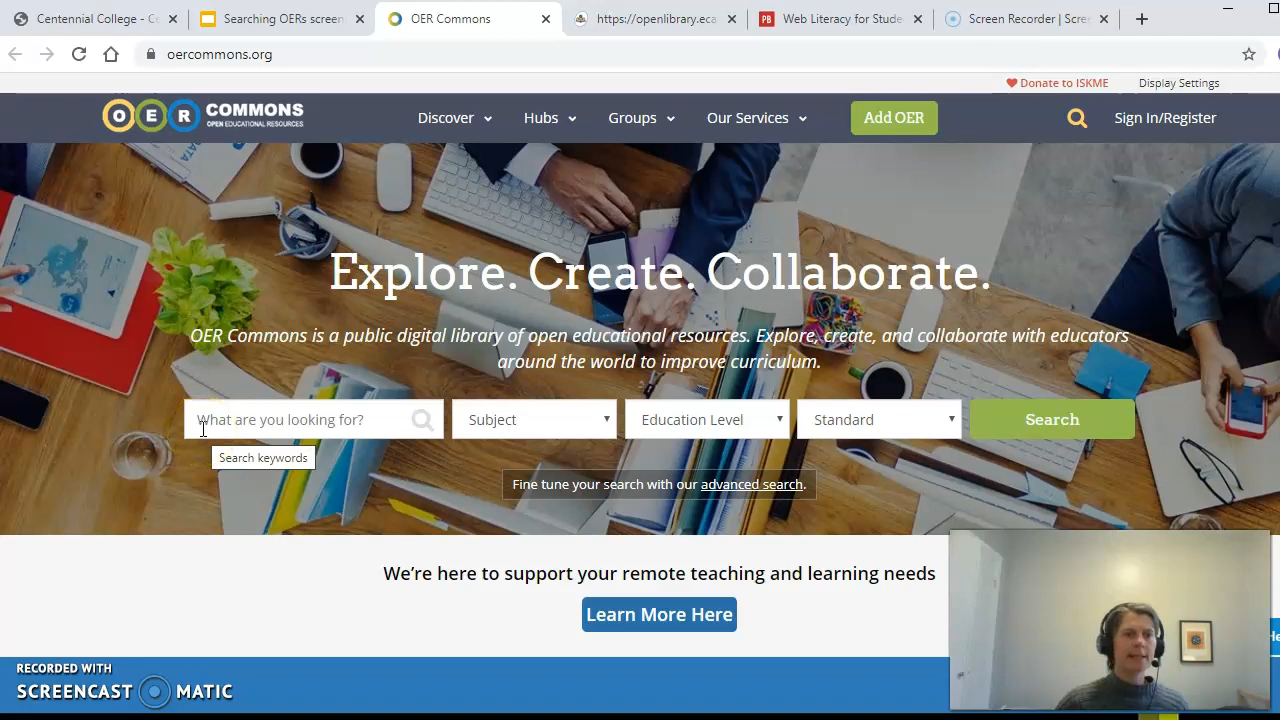 Centennial College - C
Searching OERs screen
OER Commons
https://openlibrary.eca
Web Literacy for Stude
Screen Recorder | Scre
oercommons.org
Donate to ISKME
Display Settings
OER COMMONS
OPEN EDUCATIONAL RESOURCES
Discover
Hubs
Groups
Our Services
Add OER
Sign In/Register
Explore. Create. Collaborate.
OER Commons is a public digital library of open educational resources. Explore, create, and collaborate with educators
around the world to improve curriculum.
What are you looking for?
Subject
Education Level
Standard
Search
Search keywords
Fine tune your search with our advanced search.
We're here to support your remote teaching and learning needs
Learn More Here
He
RECORDED WITH
SCREENCAST MATIC